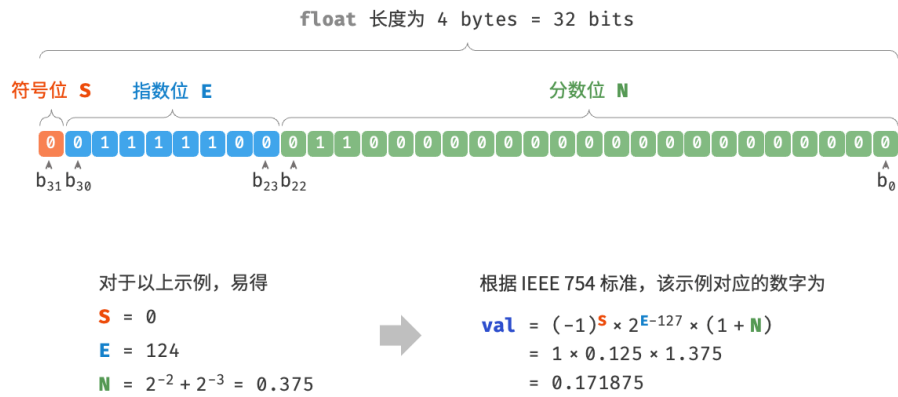 float 长度为 4 bytes = 32 bits
符号位 S 指数位 E 分数位 N
0 0 1 1 1 1 1 0 0 0 1 1 0 0 0 0 0 0 0 0 0 0 0 0 0 0 0 0 0 0 0 0
b₃₁ b₃₀ b₂₃ b₂₂ b₀
对于以上示例，易得
S = 0
E = 124
N = 2⁻² + 2⁻³ = 0.375
根据 IEEE 754 标准，该示例对应的数字为
val = (−1)ˢ × 2ᴱ⁻¹²⁷ × (1 + N)
= 1 × 0.125 × 1.375
= 0.171875